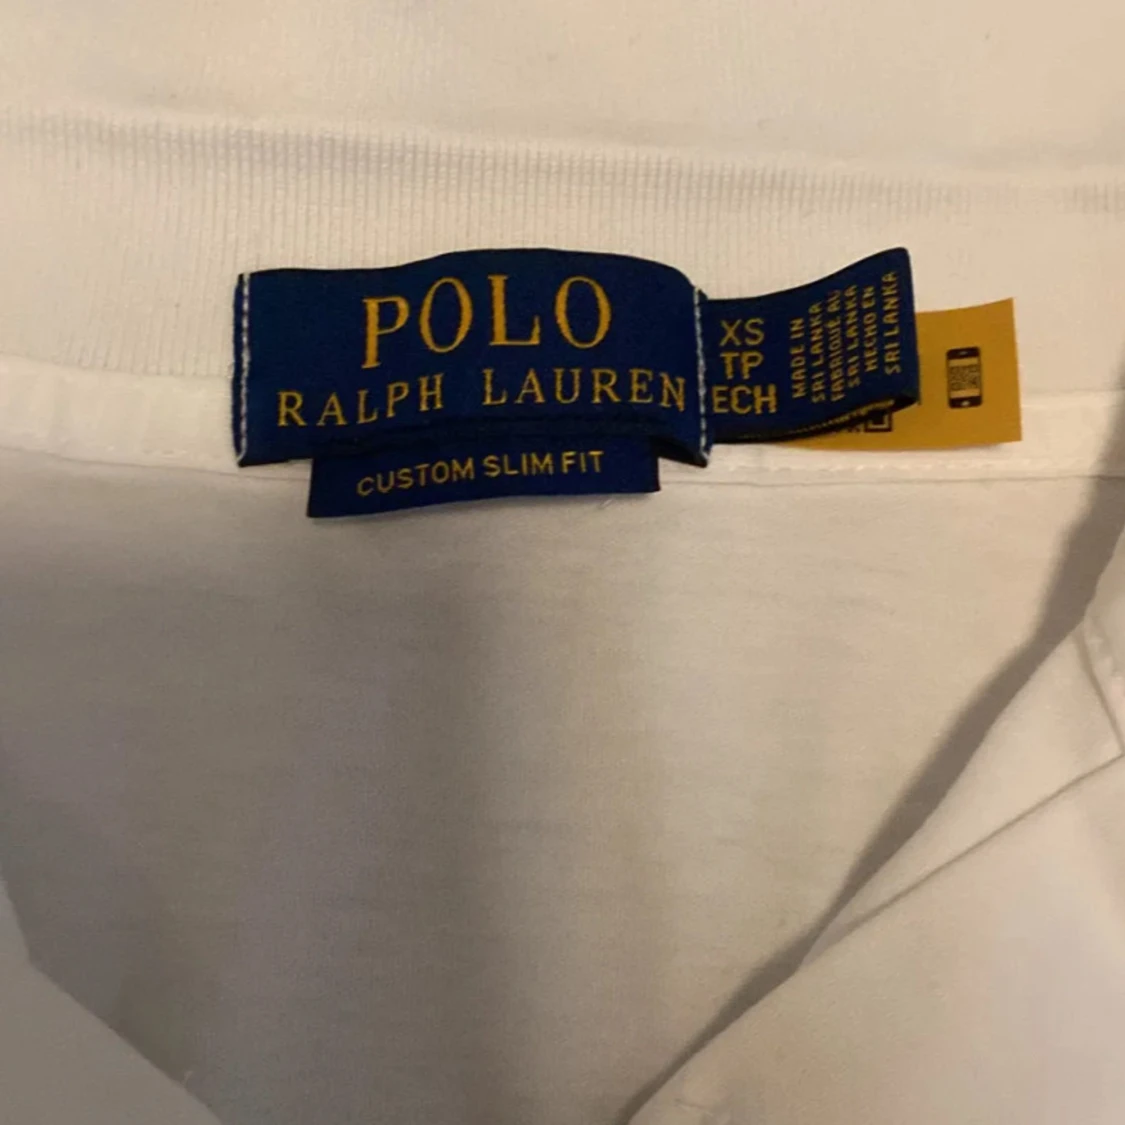 POLO
RALPH LAUREN
CUSTOM SLIM FIT
XS
TP
ECH
MADE IN
SRI LANKA
FABRIQUÉ AU
SRI LANKA
HECHO EN
SRI LANKA